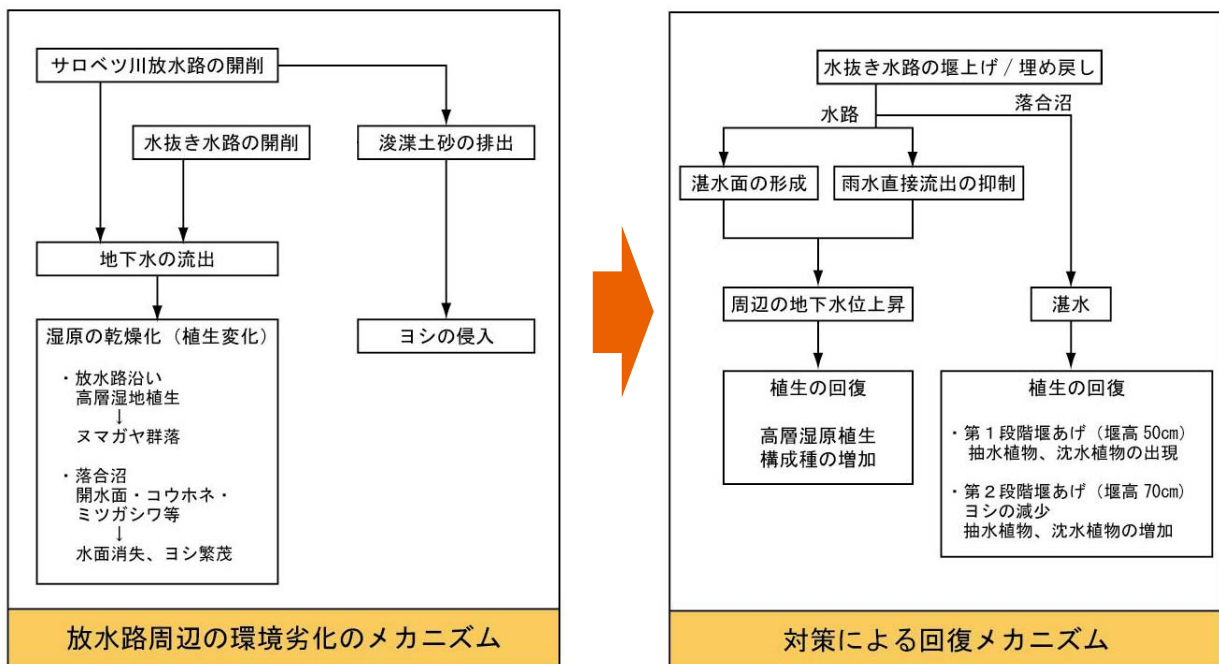 サロベツ川放水路の開削
水抜き水路の開削
浚渫土砂の排出
地下水の流出
湿原の乾燥化（植生変化）
・放水路沿い
高層湿地植生
↓
ヌマガヤ群落
・落合沼
開水面・コウホネ・
ミツガシワ等
↓
水面消失、ヨシ繁茂
ヨシの侵入
放水路周辺の環境劣化のメカニズム
水抜き水路の堰上げ / 埋め戻し
水路
落合沼
湛水面の形成
雨水直接流出の抑制
周辺の地下水位上昇
湛水
植生の回復
高層湿原植生
構成種の増加
植生の回復
・第１段階堰あげ（堰高 50cm）
抽水植物、沈水植物の出現
・第２段階堰あげ（堰高 70cm）
ヨシの減少
抽水植物、沈水植物の増加
対策による回復メカニズム